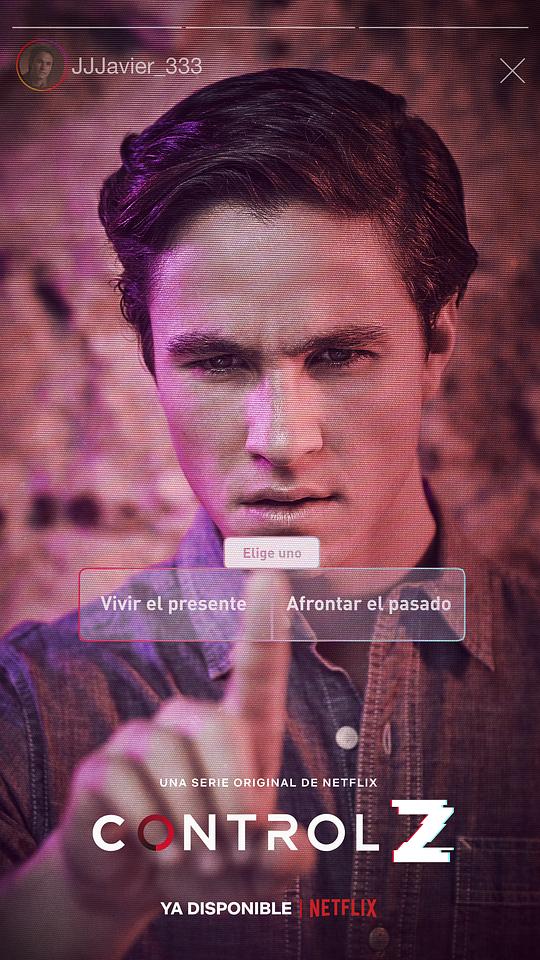 JJJavier_333
Elige uno
Vivir el presente
Afrontar el pasado
UNA SERIE ORIGINAL DE NETFLIX
CONTROL Z
YA DISPONIBLE | NETFLIX